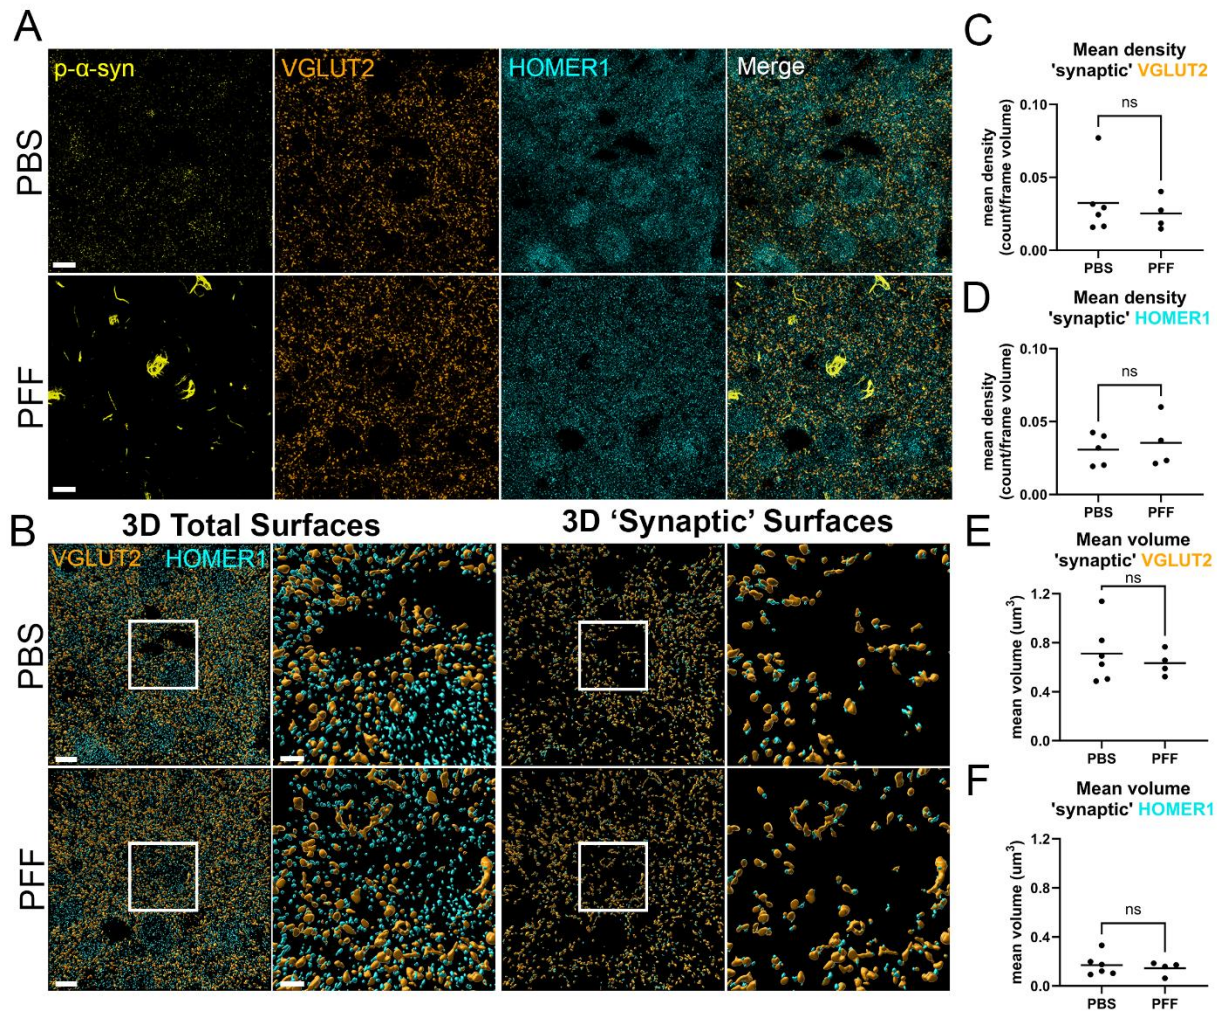 A
p-α-syn
VGLUT2
HOMER1
Merge
PBS
PFF
B
3D Total Surfaces
3D ‘Synaptic’ Surfaces
VGLUT2 HOMER1
PBS
PFF
C
Mean density
'synaptic' VGLUT2
mean density
(count/frame volume)
0.10
0.05
0.00
ns
PBS PFF
D
Mean density
'synaptic' HOMER1
mean density
(count/frame volume)
0.10
0.05
0.00
ns
PBS PFF
E
Mean volume
'synaptic' VGLUT2
mean volume (um³)
1.2
0.8
0.4
0.0
ns
PBS PFF
F
Mean volume
'synaptic' HOMER1
mean volume (um³)
1.2
0.8
0.4
0.0
ns
PBS PFF